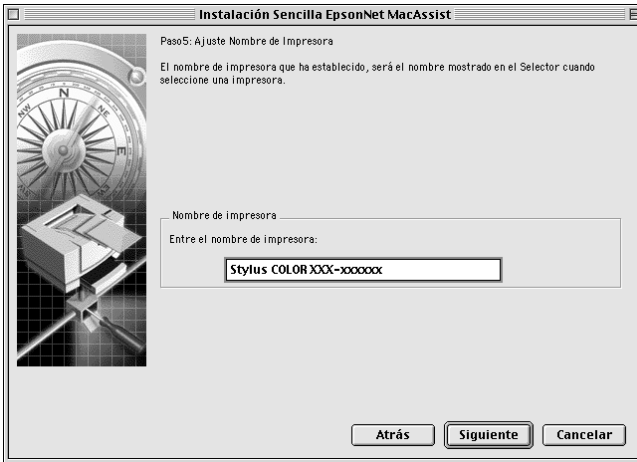 Instalación Sencilla EpsonNet MacAssist
Paso5: Ajuste Nombre de Impresora
El nombre de impresora que ha establecido, será el nombre mostrado en el Selector cuando
seleccione una impresora.
N
NE
E
NW
Nombre de impresora
Entre el nombre de impresora:
Stylus COLOR XXX-xxxxxx
Atrás
Siguiente
Cancelar